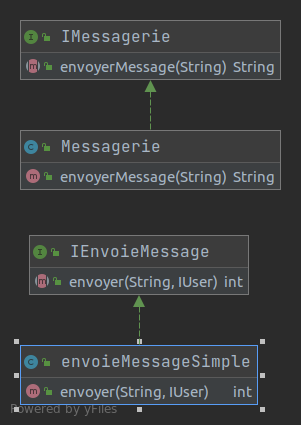 I IMessagerie
m envoyerMessage(String) String
C Messagerie
m envoyerMessage(String) String
I IEnvoieMessage
m envoyer(String, IUser) int
C envoieMessageSimple
m envoyer(String, IUser) int
Powered by yFiles